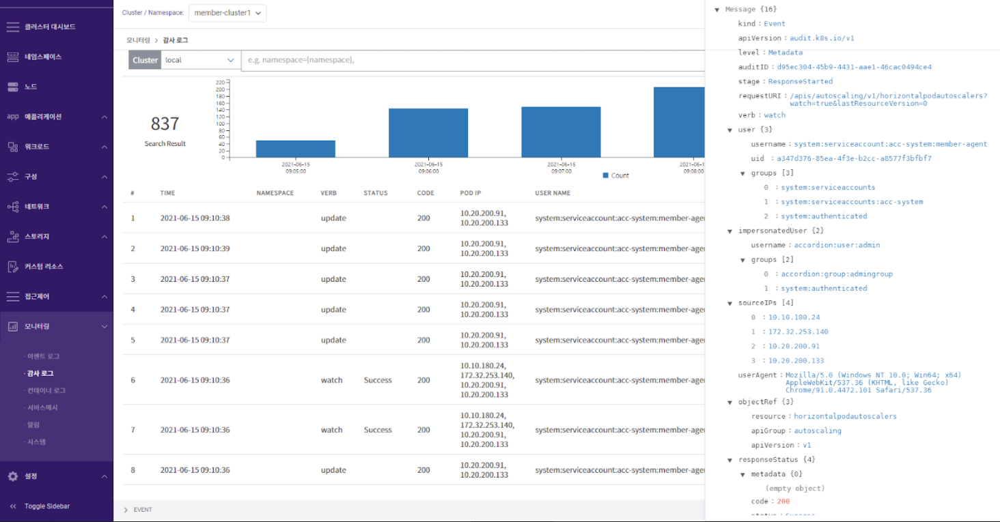 클러스터 대시보드
네임스페이스
노드
app 애플리케이션
워크로드
구성
네트워크
스토리지
커스텀 리소스
접근제어
모니터링
· 이벤트 로그
· 감사 로그
· 컨테이너 로그
· 서비스메시
· 알림
· 시스템
설정
Toggle Sidebar
Cluster / Namespace: member-cluster1
모니터링 > 감사 로그
Cluster local e.g. namespace={namespace},
837
Search Result
220
200
180
160
140
120
100
80
60
40
20
0
2021-06-15 2021-06-15 2021-06-15 2021-06-1
09:05:00 09:06:00 09:07:00 09:08:00
Count
# TIME NAMESPACE VERB STATUS CODE POD IP USER NAME
1 2021-06-15 09:10:38 update 200 10.20.200.91, system:serviceaccount:acc-system:member-age
10.20.200.133
2 2021-06-15 09:10:39 update 200 10.20.200.91, system:serviceaccount:acc-system:member-age
10.20.200.133
3 2021-06-15 09:10:37 update 200 10.20.200.91, system:serviceaccount:acc-system:member-age
10.20.200.133
4 2021-06-15 09:10:37 update 200 10.20.200.91, system:serviceaccount:acc-system:member-age
10.20.200.133
5 2021-06-15 09:10:37 update 200 10.20.200.91, system:serviceaccount:acc-system:member-age
10.20.200.133
6 2021-06-15 09:10:36 watch Success 200 10.10.180.24, system:serviceaccount:acc-system:member-age
172.32.253.140,
10.20.200.91,
10.20.200.133
7 2021-06-15 09:10:36 watch Success 200 10.10.180.24, system:serviceaccount:acc-system:member-age
172.32.253.140,
10.20.200.91,
10.20.200.133
8 2021-06-15 09:10:36 update 200 10.20.200.91, system:serviceaccount:acc-system:member-age
10.20.200.133
EVENT
Message {16}
kind : Event
apiVersion : audit.k8s.io/v1
level : Metadata
auditID : d95ec304-45b9-4431-aae1-46cac0494ce4
stage : ResponseStarted
requestURI : /apis/autoscaling/v1/horizontalpodautoscalers?
watch=true&lastResourceVersion=0
verb : watch
user {3}
username : system:serviceaccount:acc-system:member-agent
uid : a347d376-85ea-4f3e-b2cc-a8577f3bfbf7
groups [3]
0 : system:serviceaccounts
1 : system:serviceaccounts:acc-system
2 : system:authenticated
impersonatedUser {2}
username : accordion:user:admin
groups [2]
0 : accordion:group:admingroup
1 : system:authenticated
sourceIPs [4]
0 : 10.10.180.24
1 : 172.32.253.140
2 : 10.20.200.91
3 : 10.20.200.133
userAgent : Mozilla/5.0 (Windows NT 10.0; Win64; x64)
AppleWebKit/537.36 (KHTML, like Gecko)
Chrome/91.0.4472.101 Safari/537.36
objectRef {3}
resource : horizontalpodautoscalers
apiGroup : autoscaling
apiVersion : v1
responseStatus {4}
metadata {0}
(empty object)
code : 200
status : Success